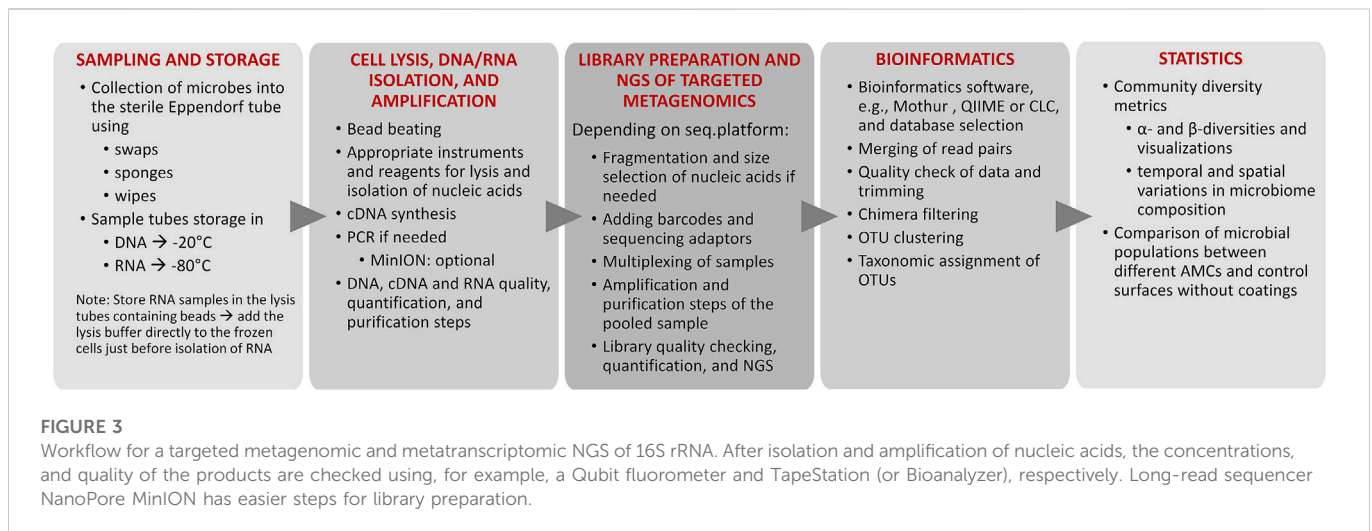 SAMPLING AND STORAGE
• Collection of microbes into
the sterile Eppendorf tube
using
• swaps
• sponges
• wipes
• Sample tubes storage in
• DNA → -20°C
• RNA → -80°C
Note: Store RNA samples in the lysis
tubes containing beads → add the
lysis buffer directly to the frozen
cells just before isolation of RNA
CELL LYSIS, DNA/RNA
ISOLATION, AND
AMPLIFICATION
• Bead beating
• Appropriate instruments
and reagents for lysis and
isolation of nucleic acids
• cDNA synthesis
• PCR if needed
• MinION: optional
• DNA, cDNA and RNA quality,
quantification, and
purification steps
LIBRARY PREPARATION AND
NGS OF TARGETED
METAGENOMICS
Depending on seq.platform:
• Fragmentation and size
selection of nucleic acids if
needed
• Adding barcodes and
sequencing adaptors
• Multiplexing of samples
• Amplification and
purification steps of the
pooled sample
• Library quality checking,
quantification, and NGS
BIOINFORMATICS
• Bioinformatics software,
e.g., Mothur , QIIME or CLC,
and database selection
• Merging of read pairs
• Quality check of data and
trimming
• Chimera filtering
• OTU clustering
• Taxonomic assignment of
OTUs
STATISTICS
• Community diversity
metrics
• α- and β-diversities and
visualizations
• temporal and spatial
variations in microbiome
composition
• Comparison of microbial
populations between
different AMCs and control
surfaces without coatings
FIGURE 3
Workflow for a targeted metagenomic and metatranscriptomic NGS of 16S rRNA. After isolation and amplification of nucleic acids, the concentrations,
and quality of the products are checked using, for example, a Qubit fluorometer and TapeStation (or Bioanalyzer), respectively. Long-read sequencer
NanoPore MinION has easier steps for library preparation.